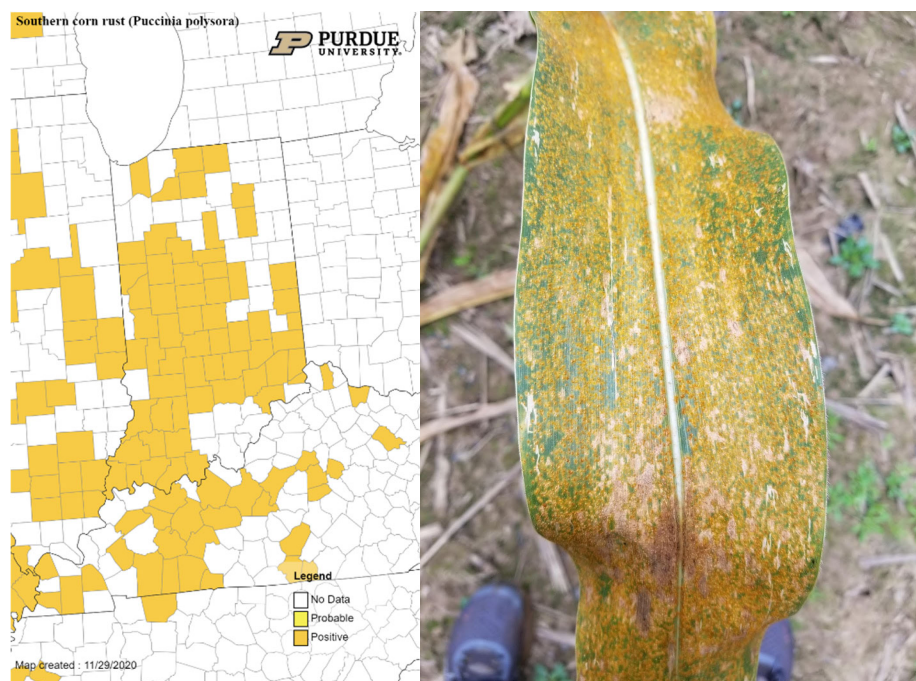 Southern corn rust (Puccinia polysora)
PURDUE
UNIVERSITY.
Legend
No Data
Probable
Positive
Map created : 11/29/2020